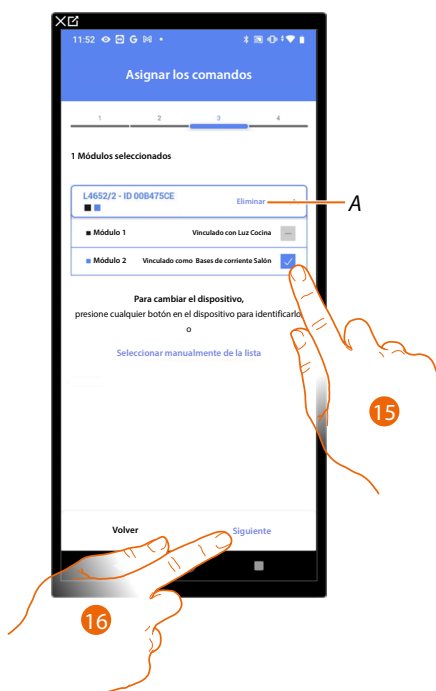 11:52 G M
Asignar los comandos
1 2 3 4
1 Módulos seleccionados
L4652/2 - ID 00B475CE
Eliminar
A
Módulo 1 Vinculado con Luz Cocina
Módulo 2 Vinculado como Bases de corriente Salón
Para cambiar el dispositivo,
presione cualquier botón en el dispositivo para identificarlo
o
Seleccionar manualmente de la lista
15
Volver Siguiente
16